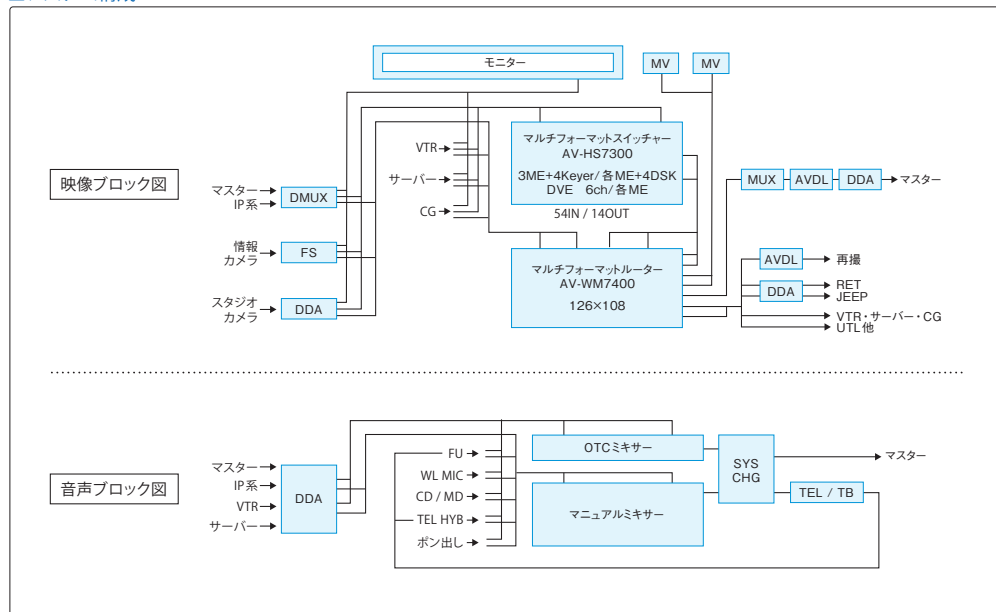 モニター
MV
MV
マルチフォーマットスイッチャー
AV-HS7300
3ME+4Keyer/各ME+4DSK
DVE 6ch/各ME
54IN / 14OUT
VTR
サーバー
CG
映像ブロック図
マスター
IP系
DMUX
情報
カメラ
FS
スタジオ
カメラ
DDA
マルチフォーマットルーター
AV-WM7400
126×108
MUX
AVDL
DDA
マスター
AVDL
再撮
DDA
RET
JEEP
VTR・サーバー・CG
UTL他
音声ブロック図
マスター
IP系
VTR
サーバー
DDA
FU
WL MIC
CD / MD
TEL HYB
ポン出し
OTCミキサー
マニュアルミキサー
SYS
CHG
マスター
TEL / TB